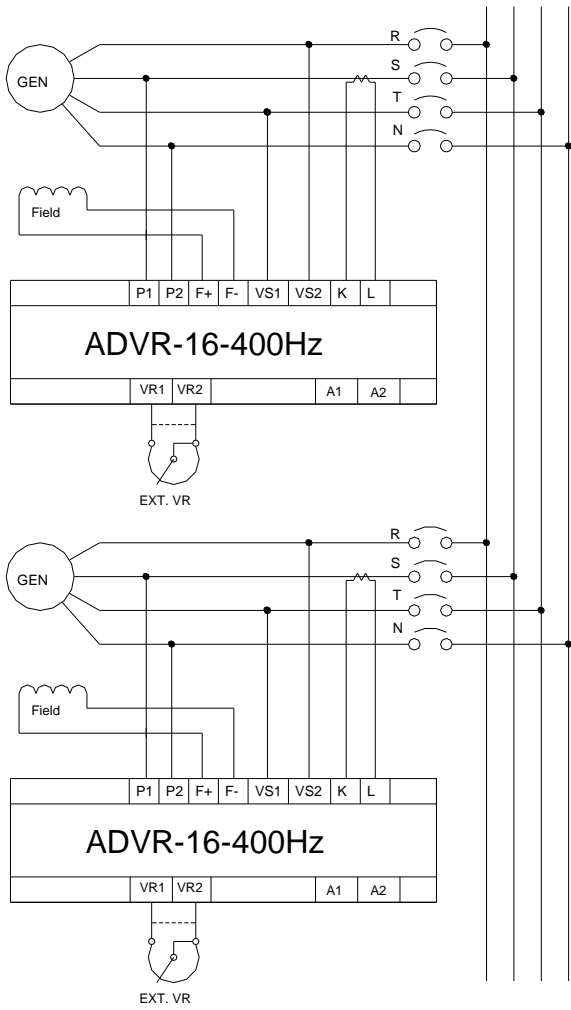 R
S
GEN
T
N
Field
P1 P2 F+ F- VS1 VS2 K L
ADVR-16-400Hz
VR1 VR2 A1 A2
EXT. VR
R
S
GEN
T
N
Field
P1 P2 F+ F- VS1 VS2 K L
ADVR-16-400Hz
VR1 VR2 A1 A2
EXT. VR